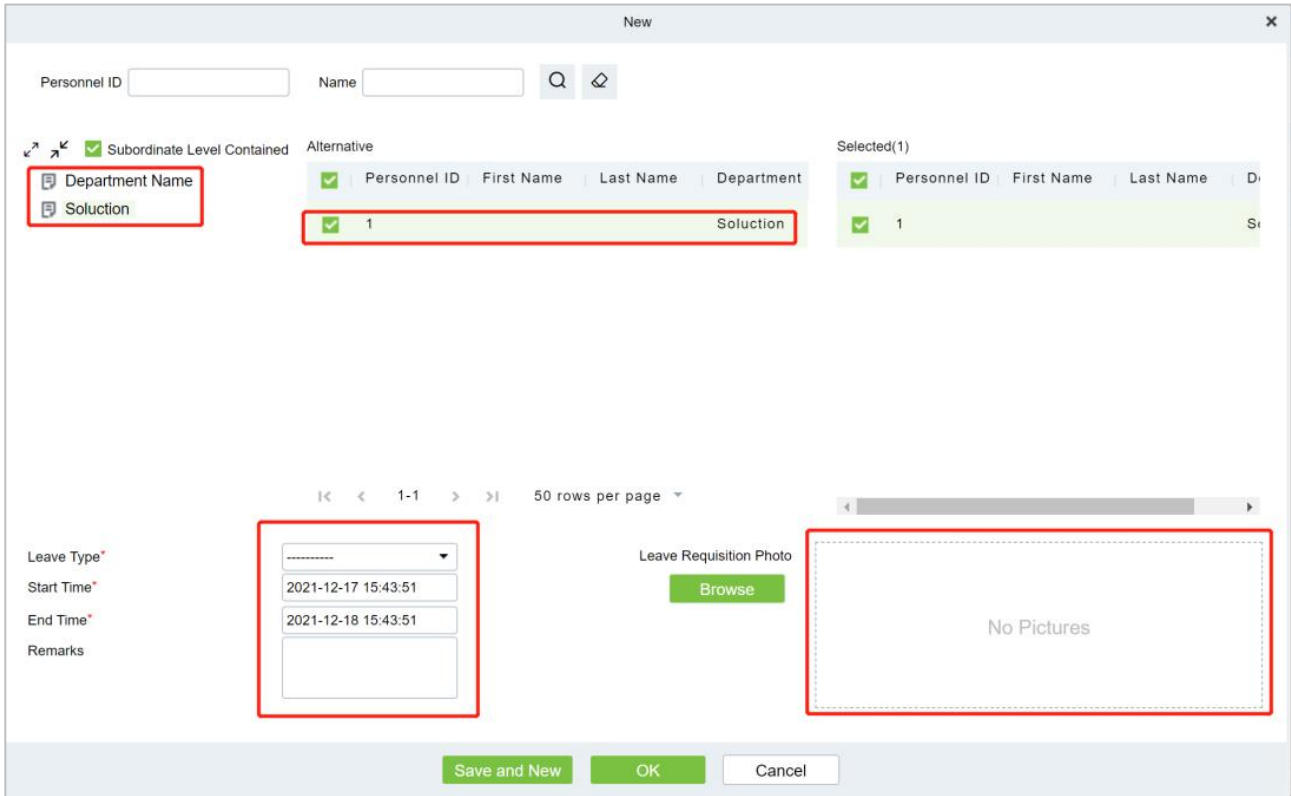 New
Personnel ID
Name
Subordinate Level Contained
Department Name
Soluction
Alternative
Personnel ID First Name Last Name Department
1 Soluction
Selected(1)
Personnel ID First Name Last Name
1
1-1 50 rows per page
Leave Type* ----------
Start Time* 2021-12-17 15:43:51
End Time* 2021-12-18 15:43:51
Remarks
Leave Requisition Photo
Browse
No Pictures
Save and New OK Cancel